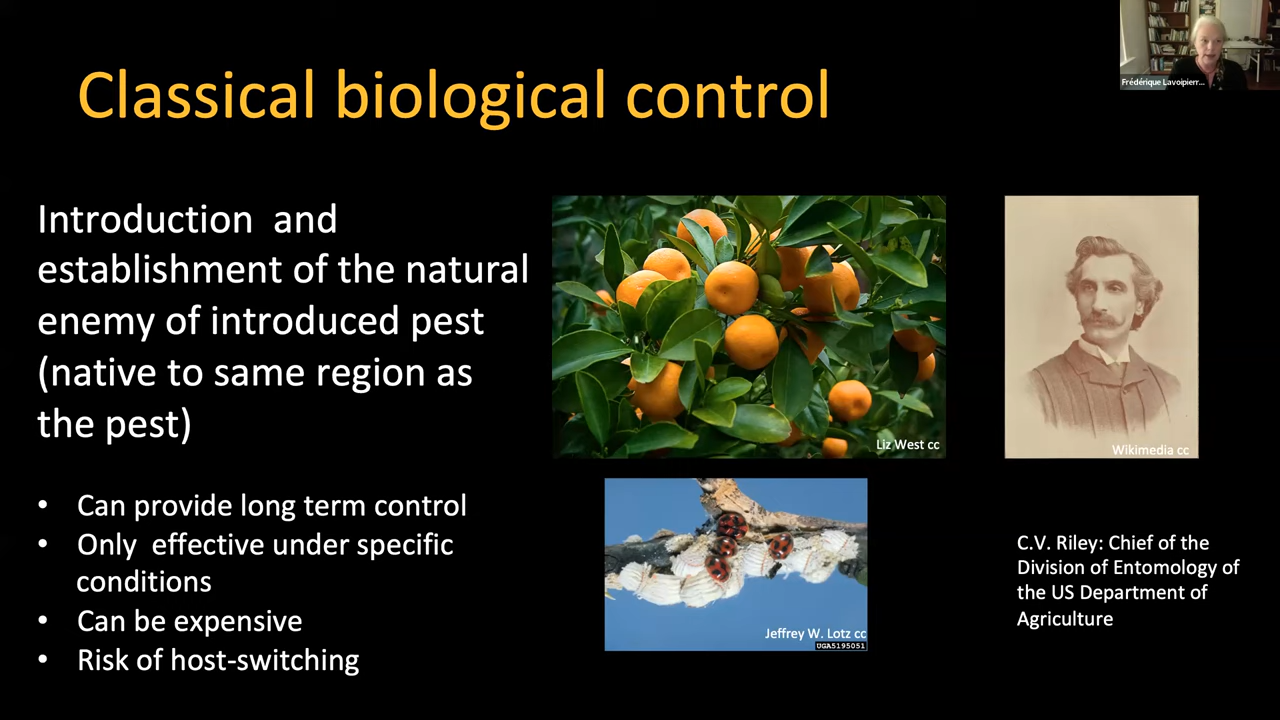 Classical biological control
Frédérique Lavoipierr...
Introduction and
establishment of the natural
enemy of introduced pest
(native to same region as
the pest)
• Can provide long term control
• Only effective under specific
conditions
• Can be expensive
• Risk of host-switching
Liz West cc
Wikimedia cc
Jeffrey W. Lotz cc
UGA5195051
C.V. Riley: Chief of the
Division of Entomology of
the US Department of
Agriculture